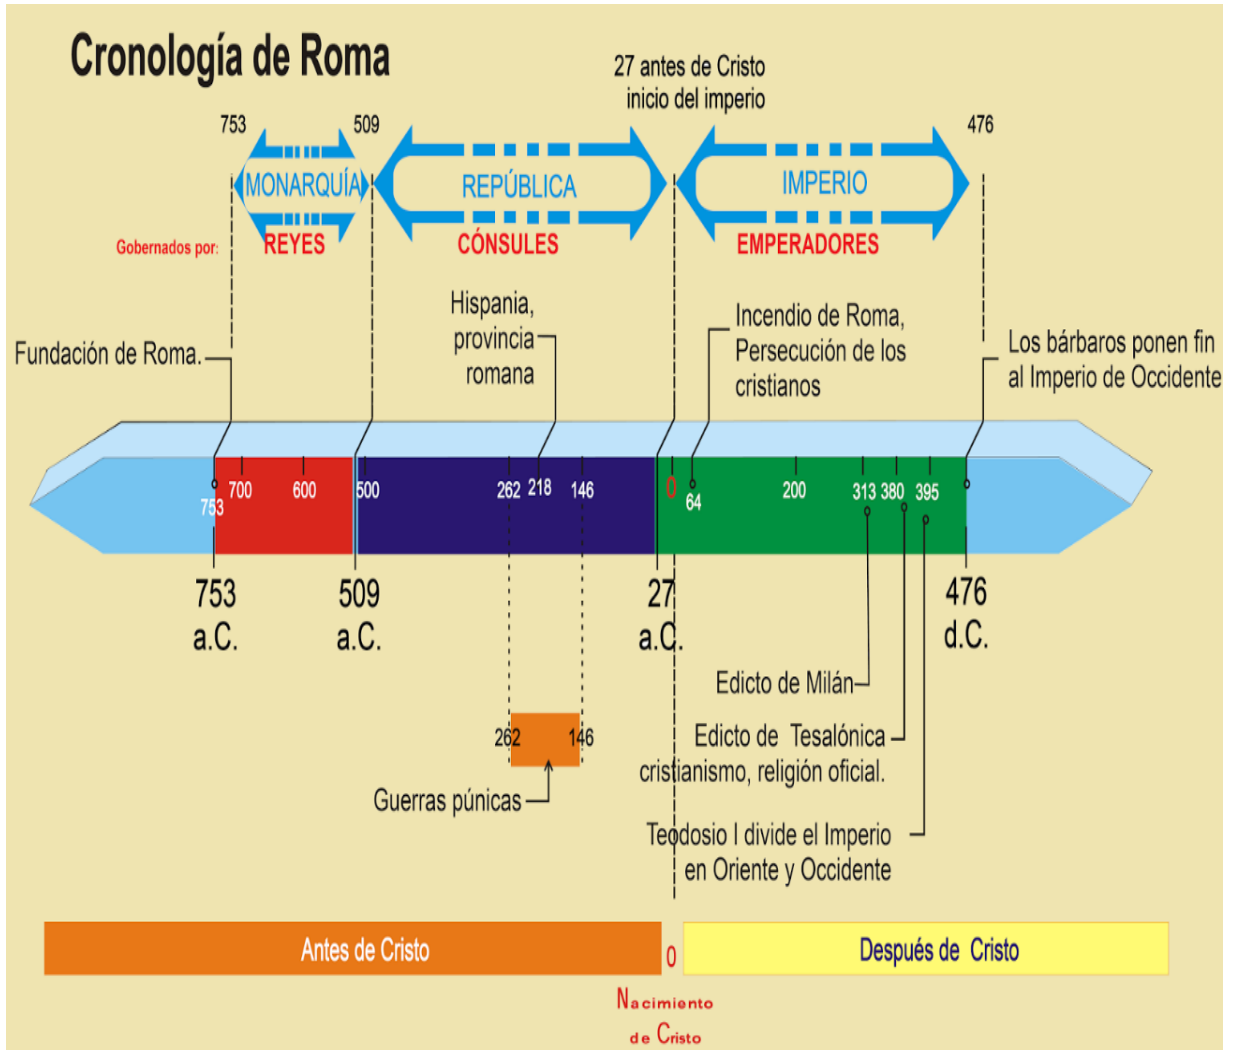 Cronología de Roma
27 antes de Cristo
inicio del imperio
753
509
476
MONARQUÍA
REPÚBLICA
IMPERIO
Gobernados por:
REYES
CÓNSULES
EMPERADORES
Fundación de Roma.
Hispania,
provincia
romana
Incendio de Roma,
Persecución de los
cristianos
Los bárbaros ponen fin
al Imperio de Occidente
753
700
600
500
262
218
146
0
64
200
313
380
395
753
a.C.
509
a.C.
27
a.C.
476
d.C.
262
146
Guerras púnicas
Edicto de Milán
Edicto de Tesalónica
cristianismo, religión oficial.
Teodosio I divide el Imperio
en Oriente y Occidente
Antes de Cristo
0
Después de Cristo
Nacimiento
de Cristo